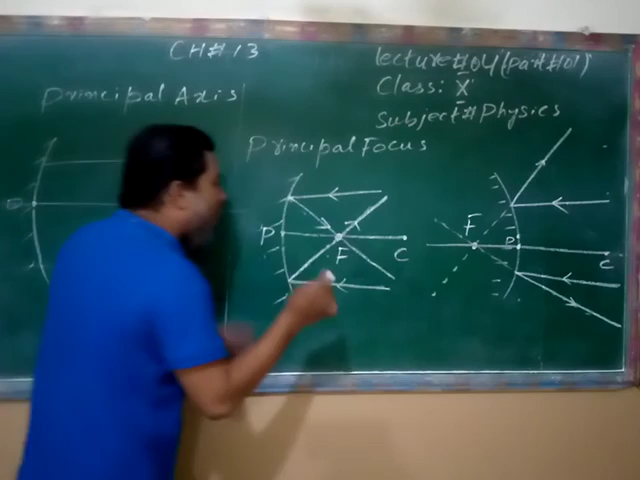 CH#13
lecture#04(part#01)
Class: X
Subject#Physics
Principal Axis
Principal Focus
P
F
C
F
P
C